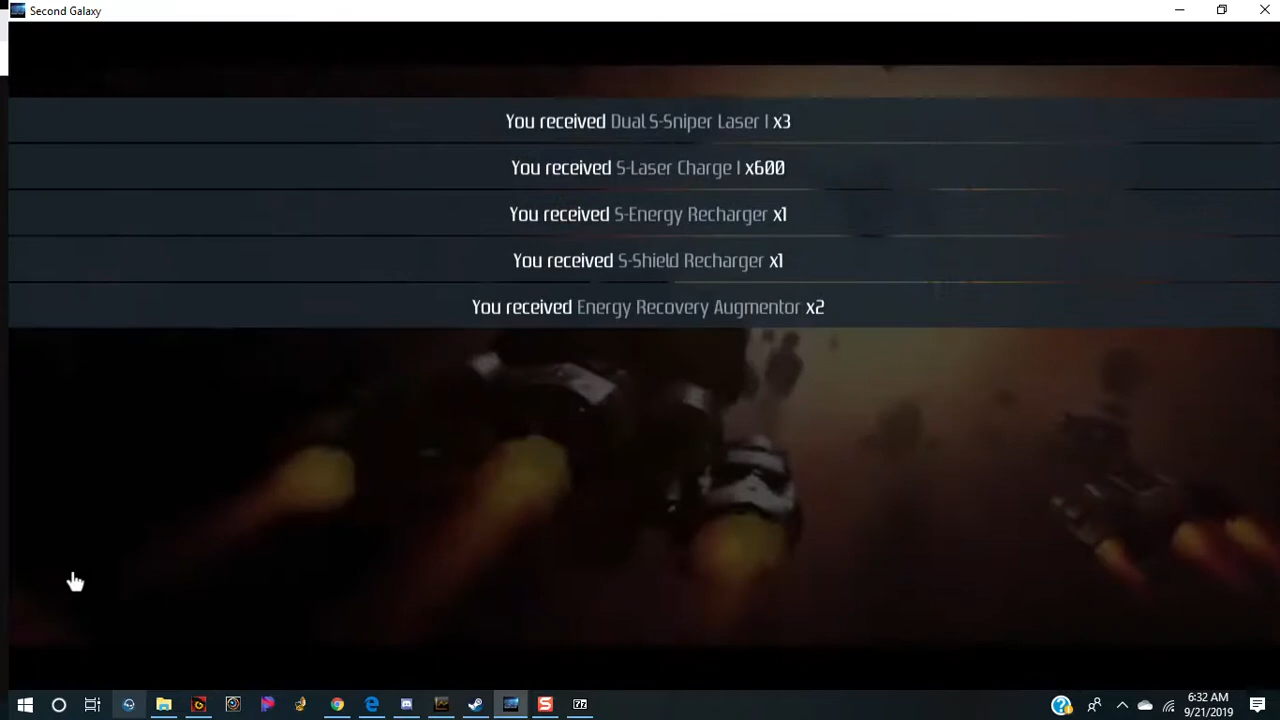 Second Galaxy
You received Dual S-Sniper Laser I x3
You received S-Laser Charge I x600
You received S-Energy Recharger x1
You received S-Shield Recharger x1
You received Energy Recovery Augmentor x2
6:32 AM
9/21/2019